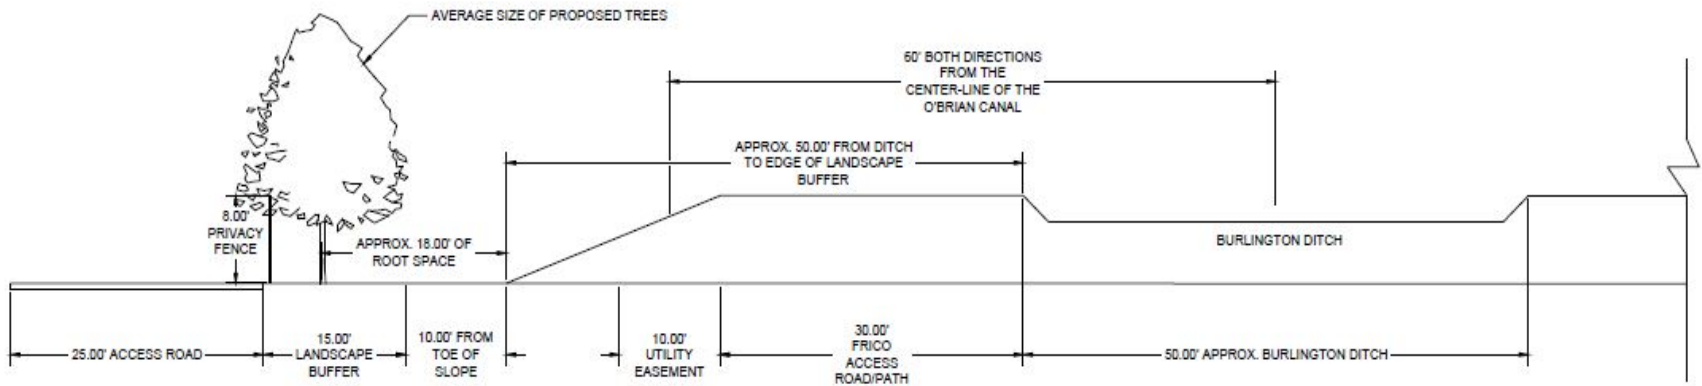 AVERAGE SIZE OF PROPOSED TREES
60' BOTH DIRECTIONS
FROM THE
CENTER-LINE OF THE
O'BRIAN CANAL
APPROX. 50.00' FROM DITCH
TO EDGE OF LANDSCAPE
BUFFER
8.00'
PRIVACY
FENCE
APPROX. 18.00' OF
ROOT SPACE
BURLINGTON DITCH
25.00' ACCESS ROAD
15.00'
LANDSCAPE
BUFFER
10.00' FROM
TOE OF
SLOPE
10.00'
UTILITY
EASEMENT
30.00'
FRICO
ACCESS
ROAD/PATH
50.00' APPROX. BURLINGTON DITCH